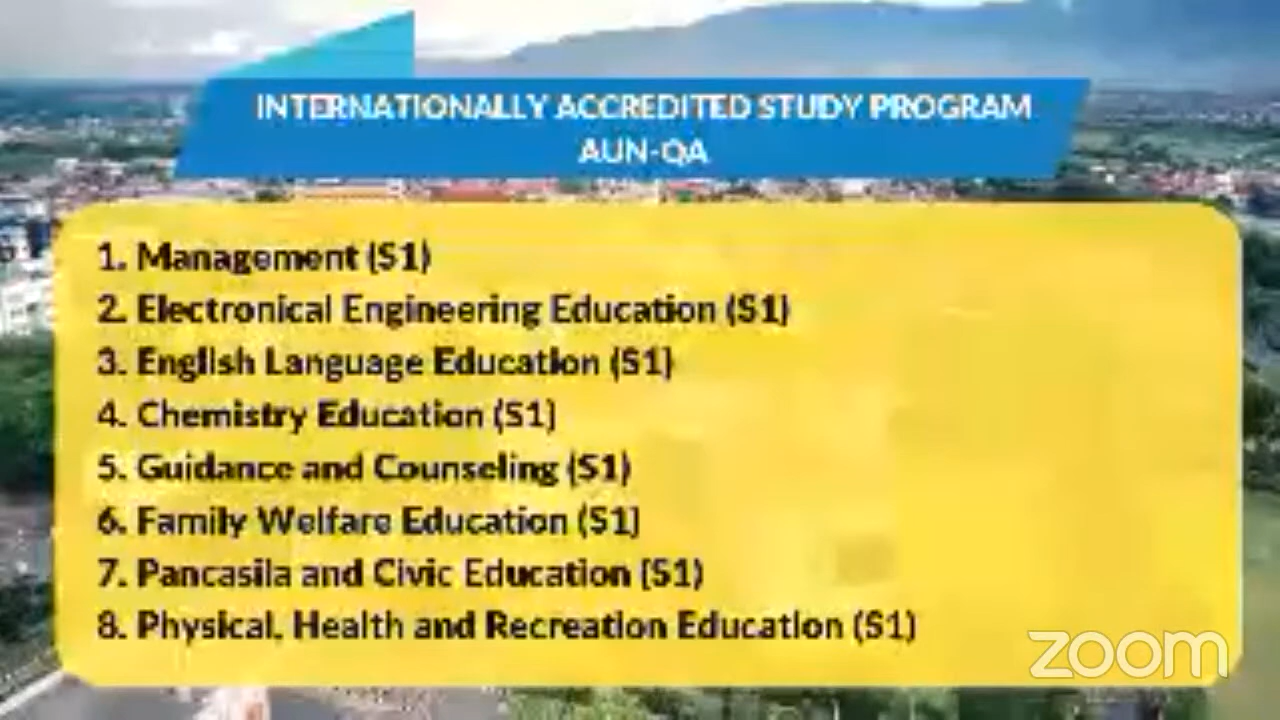 INTERNATIONALLY ACCREDITED STUDY PROGRAM
AUN-QA
1. Management (S1)
2. Electronical Engineering Education (S1)
3. English Language Education (S1)
4. Chemistry Education (S1)
5. Guidance and Counseling (S1)
6. Family Welfare Education (S1)
7. Pancasila and Civic Education (S1)
8. Physical, Health and Recreation Education (S1)
zoom